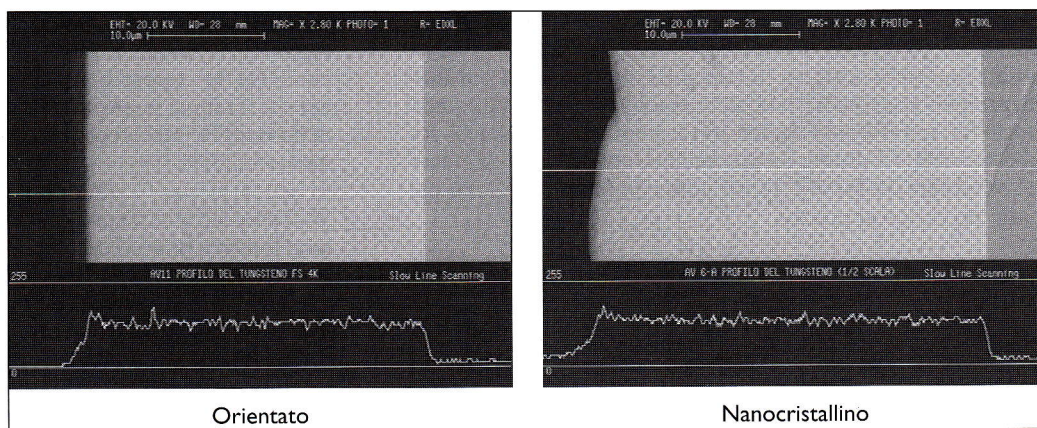 EHT= 20.0 KV WD= 28 mm MAG= X 2.80 K PHOTO= 1 R= EDXL
10.0µm
255
AV11 PROFILO DEL TUNGSTENO FS 4K Slow Line Scanning
0
Orientato
EHT= 20.0 KV WD= 28 mm MAG= X 2.80 K PHOTO= 1 R= EDXL
10.0µm
255
AV 6-A PROFILO DEL TUNGSTENO (1/2 SCALA) Slow Line Scanning
0
Nanocristallino